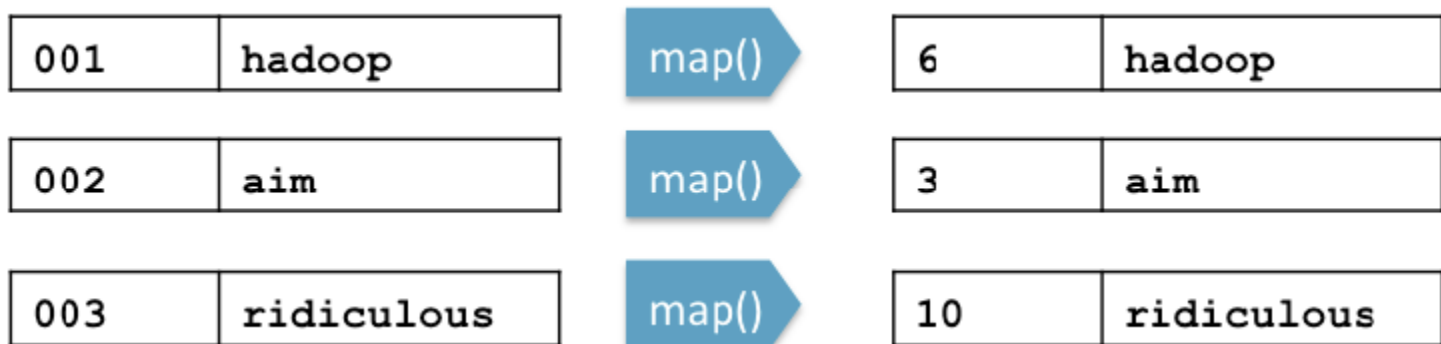 001 hadoop map() 6 hadoop
002 aim map() 3 aim
003 ridiculous map() 10 ridiculous